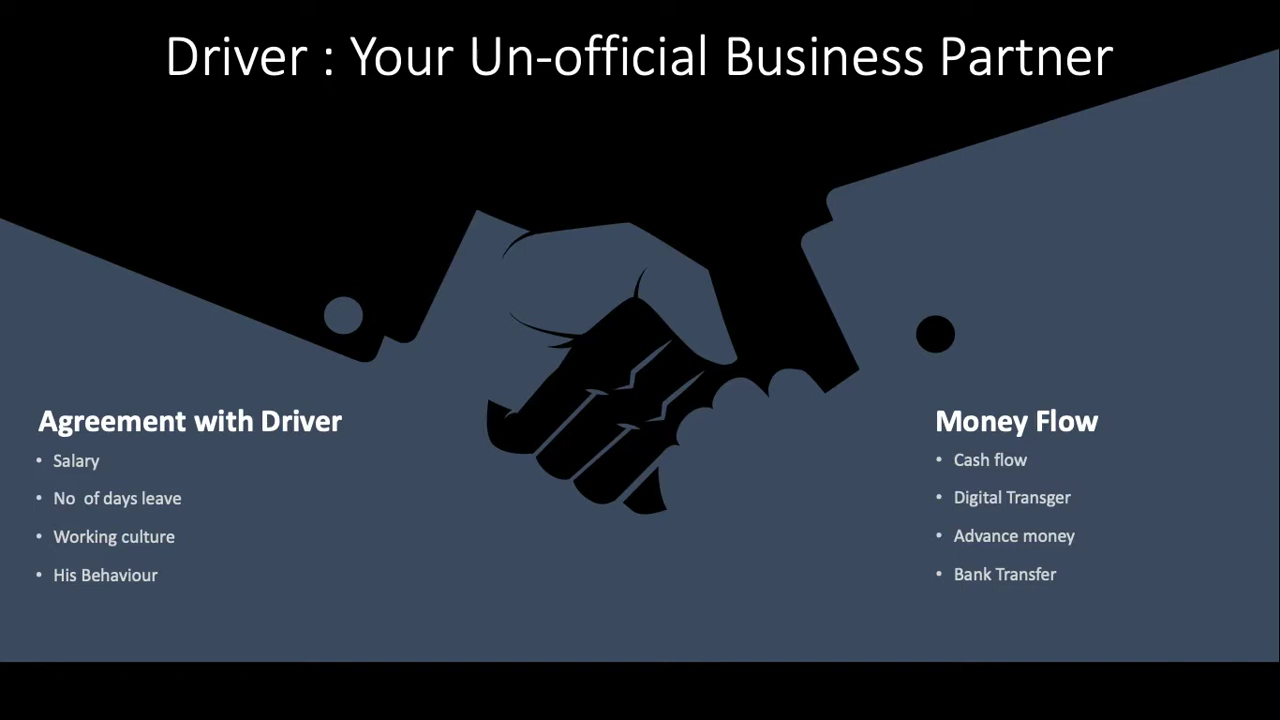 Driver : Your Un-official Business Partner
Agreement with Driver
• Salary
• No  of days leave
• Working culture
• His Behaviour
Money Flow
• Cash flow
• Digital Transger
• Advance money
• Bank Transfer